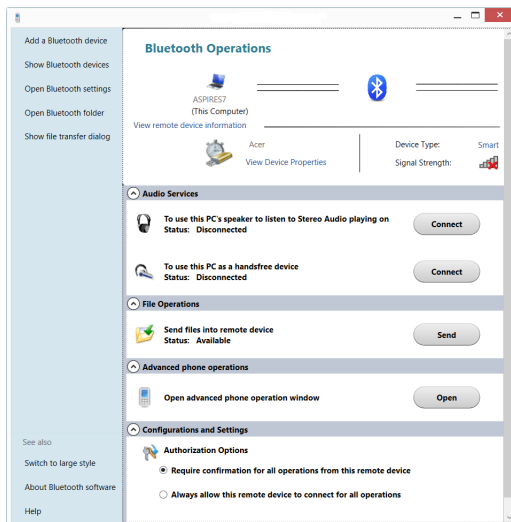 Add a Bluetooth device
Show Bluetooth devices
Open Bluetooth settings
Open Bluetooth folder
Show file transfer dialog
See also
Switch to large style
About Bluetooth software
Help
Bluetooth Operations
ASPIRES7
(This Computer)
View remote device information
Acer
View Device Properties
Device Type: Smart
Signal Strength:
Audio Services
To use this PC's speaker to listen to Stereo Audio playing on
Status: Disconnected
Connect
To use this PC as a handsfree device
Status: Disconnected
Connect
File Operations
Send files into remote device
Status: Available
Send
Advanced phone operations
Open advanced phone operation window
Open
Configurations and Settings
Authorization Options
Require confirmation for all operations from this remote device
Always allow this remote device to connect for all operations